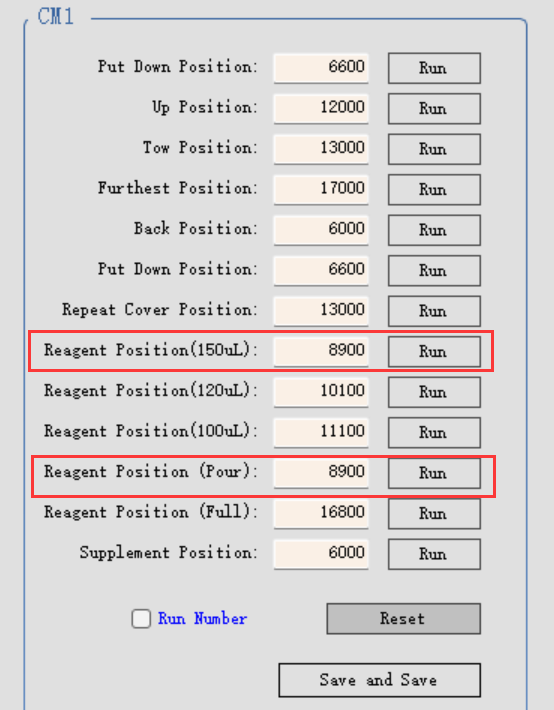 CM1
Put Down Position: 6600 Run
Up Position: 12000 Run
Tow Position: 13000 Run
Furthest Position: 17000 Run
Back Position: 6000 Run
Put Down Position: 6600 Run
Repeat Cover Position: 13000 Run
Reagent Position(150uL): 8900 Run
Reagent Position(120uL): 10100 Run
Reagent Position(100uL): 11100 Run
Reagent Position (Pour): 8900 Run
Reagent Position (Full): 16800 Run
Supplement Position: 6000 Run
Run Number Reset
Save and Save